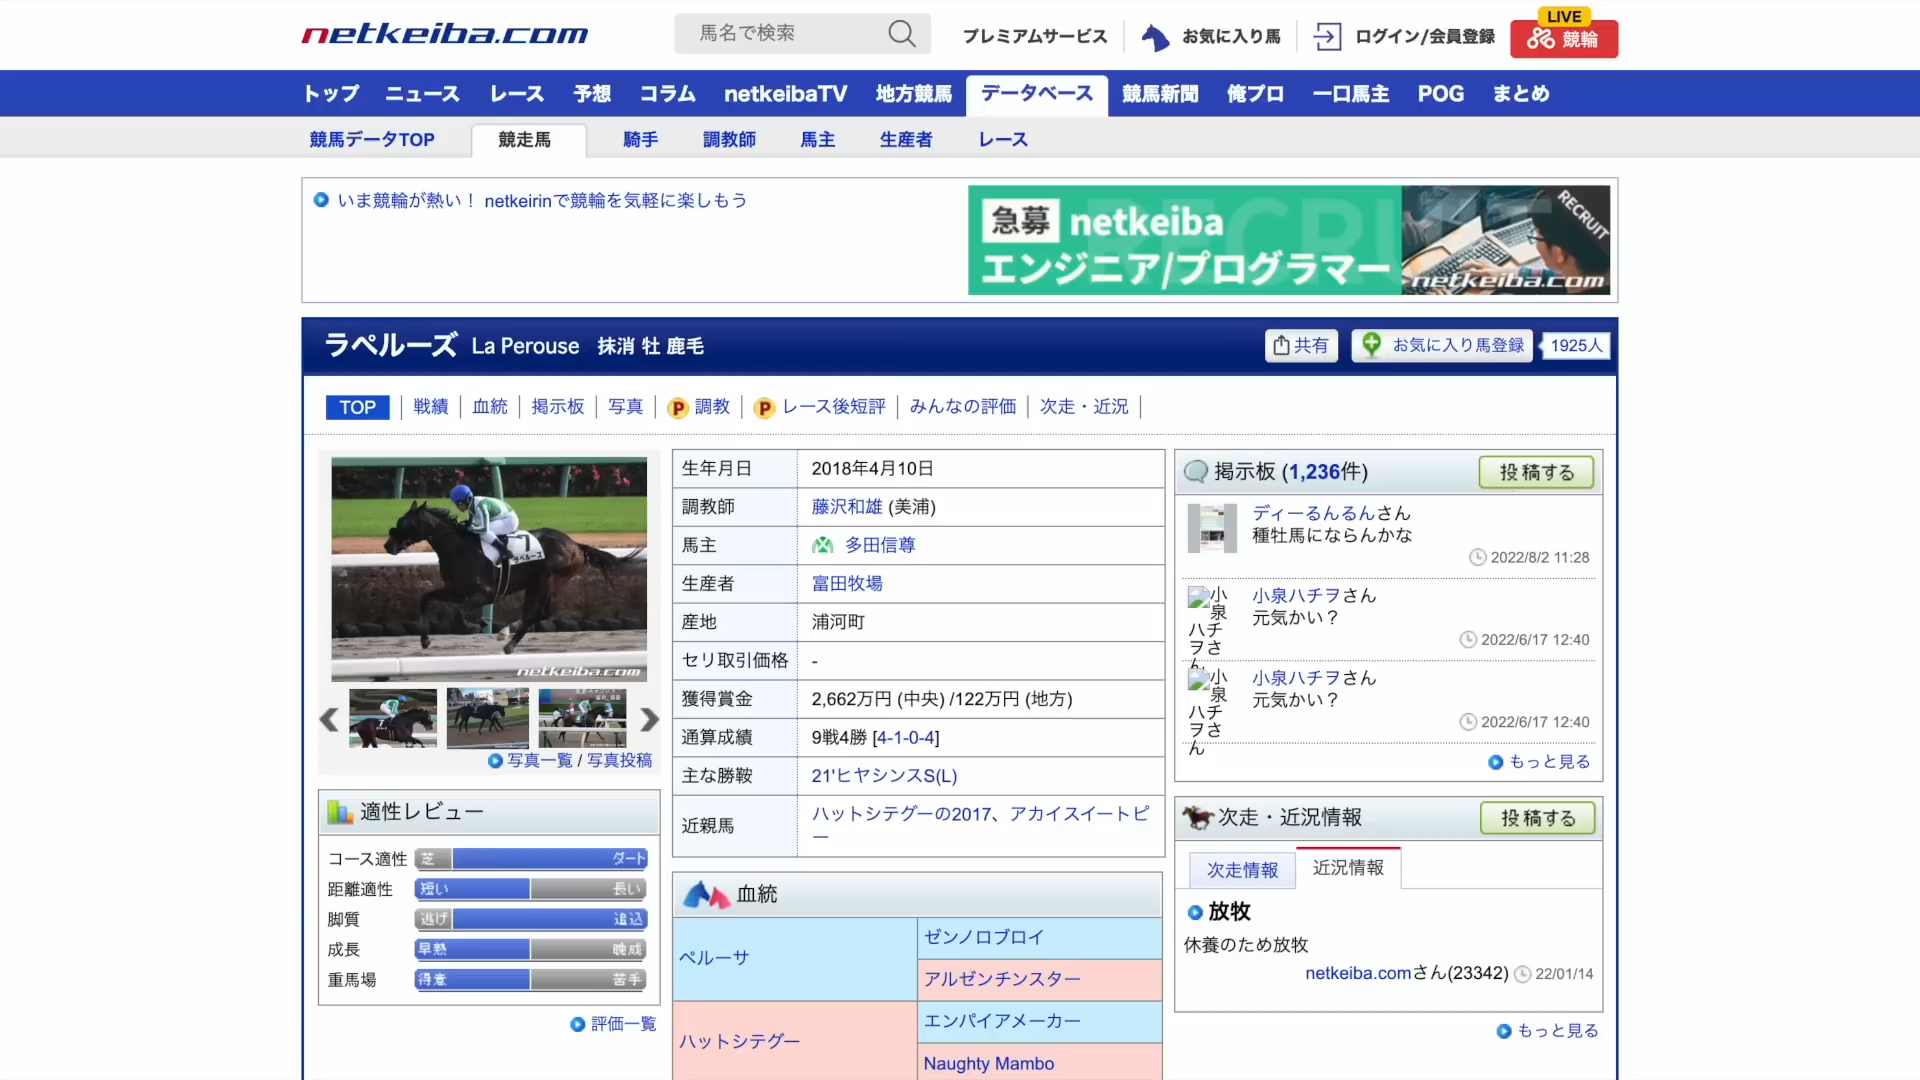 netkeiba.com
馬名で検索
プレミアムサービス
お気に入り馬
ログイン/会員登録
LIVE
競輪
トップ ニュース レース 予想 コラム netkeibaTV 地方競馬 データベース 競馬新聞 俺プロ 一口馬主 POG まとめ
競馬データTOP 競走馬 騎手 調教師 馬主 生産者 レース
いま競輪が熱い！ netkeirinで競輪を気軽に楽しもう
急募 netkeiba
エンジニア/プログラマー
RECRUIT
netkeiba.com
ラペルーズ La Perouse 抹消 牡 鹿毛
共有
お気に入り馬登録
1925人
TOP 戦績 血統 掲示板 写真 P 調教 P レース後短評 みんなの評価 次走・近況
7
ラペルーズ
netkeiba.com
写真一覧 / 写真投稿
適性レビュー
コース適性 芝 ダート
距離適性 短い 長い
脚質 逃げ 追込
成長 早熟 晩成
重馬場 得意 苦手
評価一覧
生年月日 2018年4月10日
調教師 藤沢和雄 (美浦)
馬主 多田信尊
生産者 富田牧場
産地 浦河町
セリ取引価格 -
獲得賞金 2,662万円 (中央) /122万円 (地方)
通算成績 9戦4勝 [4-1-0-4]
主な勝鞍 21'ヒヤシンスS(L)
近親馬 ハットシテグーの2017、アカイスイートピ
ー
血統
ペルーサ
ゼンノロブロイ
アルゼンチンスター
ハットシテグー
エンパイアメーカー
Naughty Mambo
掲示板 (1,236件)
投稿する
ディーるんるんさん
種牡馬にならんかな
2022/8/2 11:28
小
泉
ハチ
ヲさ
ん
小泉ハチヲさん
元気かい？
2022/6/17 12:40
小
泉
ハチ
ヲさ
ん
小泉ハチヲさん
元気かい？
2022/6/17 12:40
もっと見る
次走・近況情報
投稿する
次走情報 近況情報
放牧
休養のため放牧
netkeiba.comさん(23342) 22/01/14
もっと見る